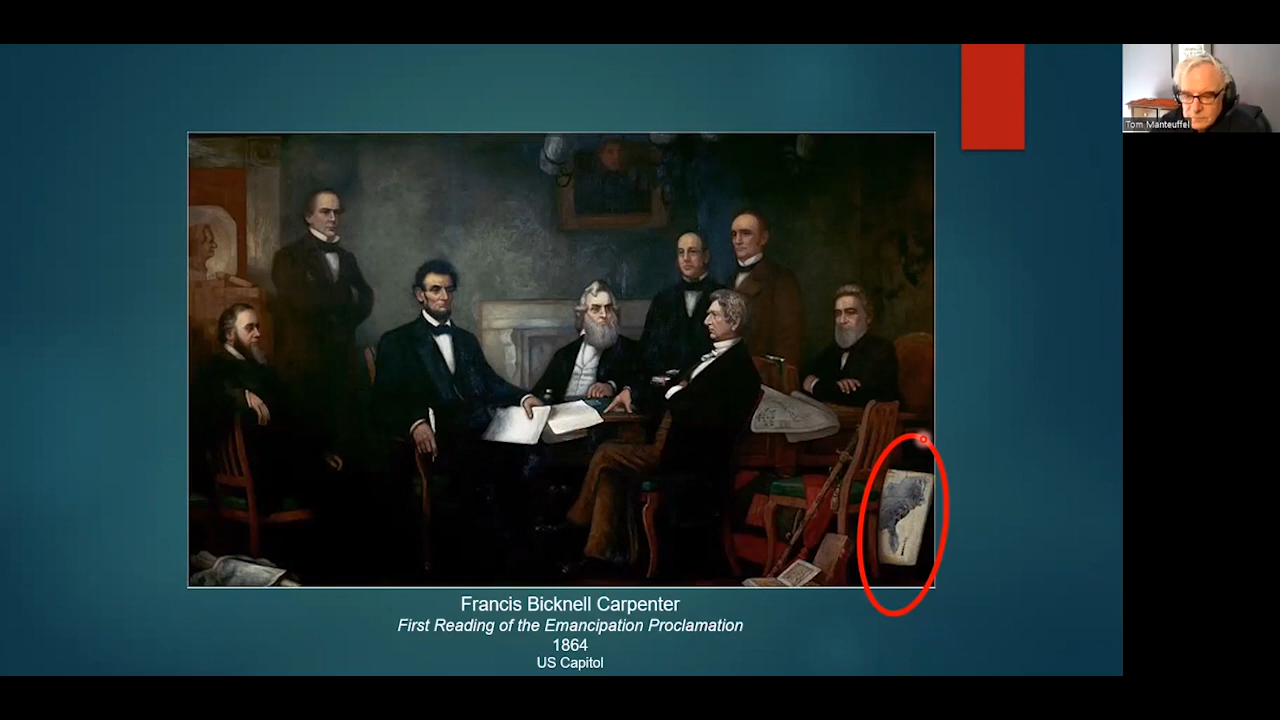 Tom Manteuffel
Francis Bicknell Carpenter
First Reading of the Emancipation Proclamation
1864
US Capitol